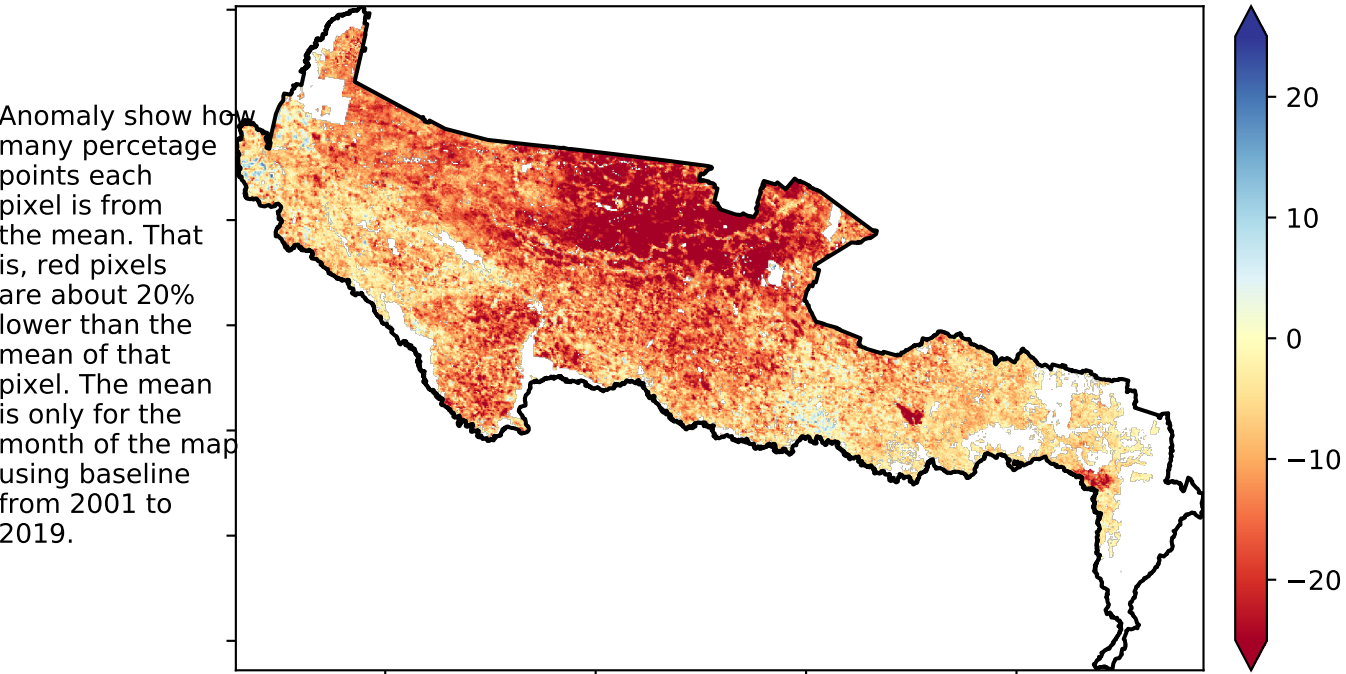 Anomaly show how
many percetage
points each
pixel is from
the mean. That
is, red pixels
are about 20%
lower than the
mean of that
pixel. The mean
is only for the
month of the map
using baseline
from 2001 to
2019.
20
10
0
−10
−20